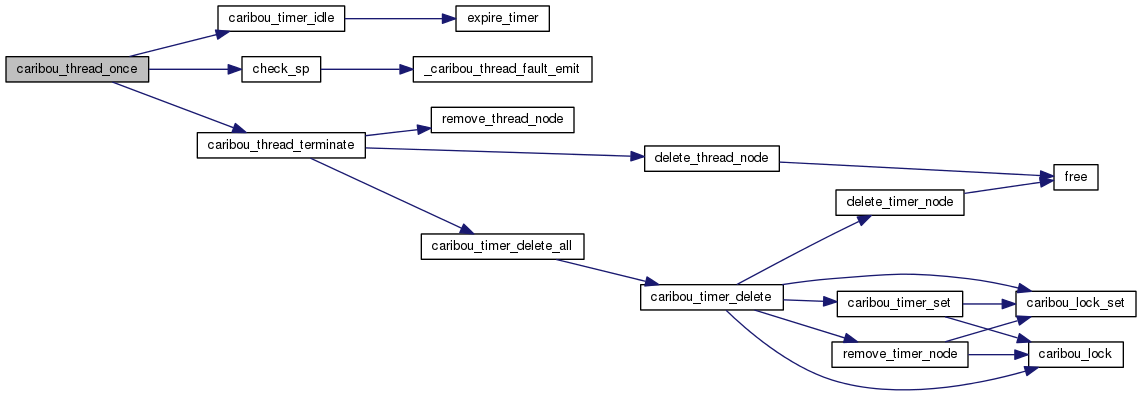 caribou_timer_idle
expire_timer
caribou_thread_once
check_sp
_caribou_thread_fault_emit
remove_thread_node
caribou_thread_terminate
delete_thread_node
free
delete_timer_node
caribou_timer_delete_all
caribou_timer_delete
caribou_timer_set
caribou_lock_set
remove_timer_node
caribou_lock